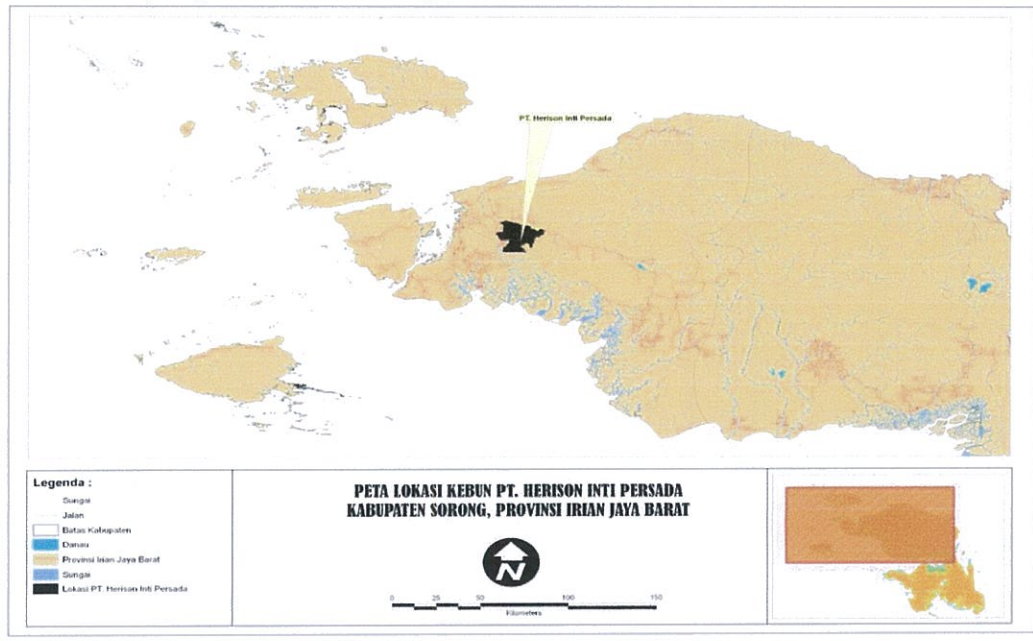 PT. Herison Inti Persada
Legenda :
Sungai
Jalan
Batas Kabupaten
Danau
Provinsi Irian Jaya Barat
Sungai
Lokasi PT. Herison Inti Persada
PETA LOKASI KEBUN PT. HERISON INTI PERSADA
KABUPATEN SORONG, PROVINSI IRIAN JAYA BARAT
N
0 25 50 100 150
Kilometers